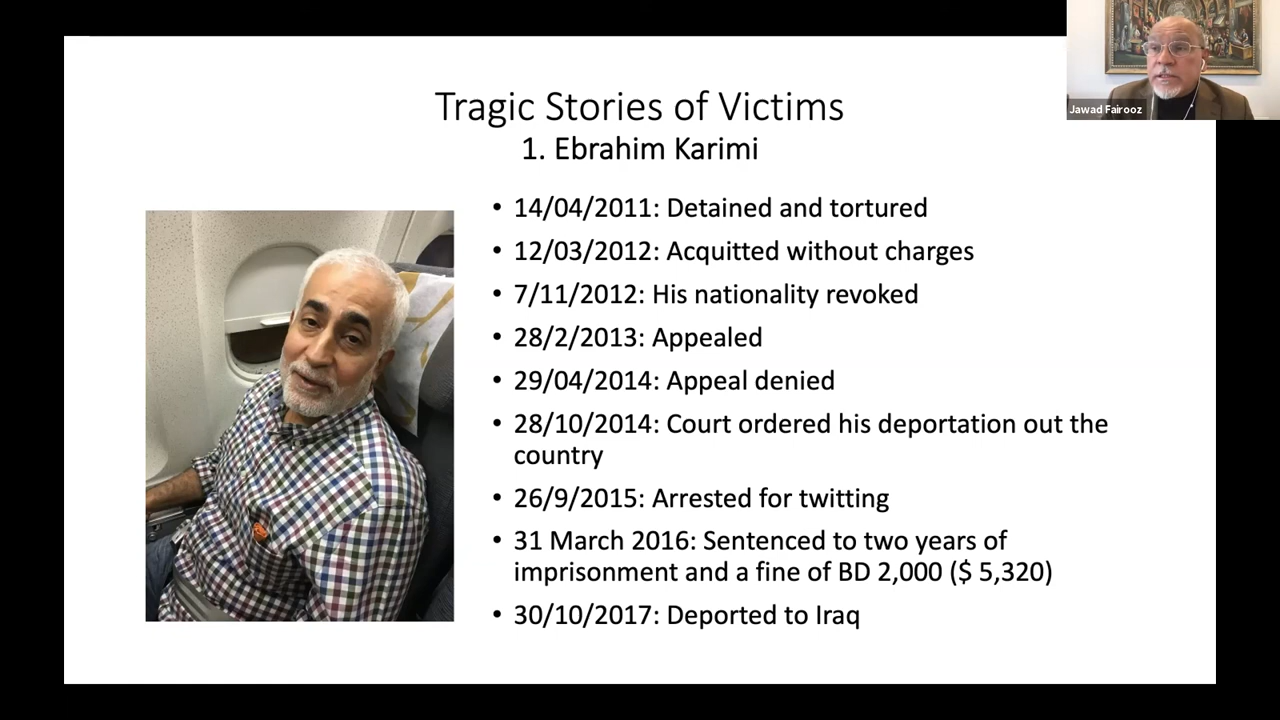 Tragic Stories of Victims
1. Ebrahim Karimi
Jawad Fairooz
• 14/04/2011: Detained and tortured
• 12/03/2012: Acquitted without charges
• 7/11/2012: His nationality revoked
• 28/2/2013: Appealed
• 29/04/2014: Appeal denied
• 28/10/2014: Court ordered his deportation out the
country
• 26/9/2015: Arrested for twitting
• 31 March 2016: Sentenced to two years of
imprisonment and a fine of BD 2,000 ($ 5,320)
• 30/10/2017: Deported to Iraq